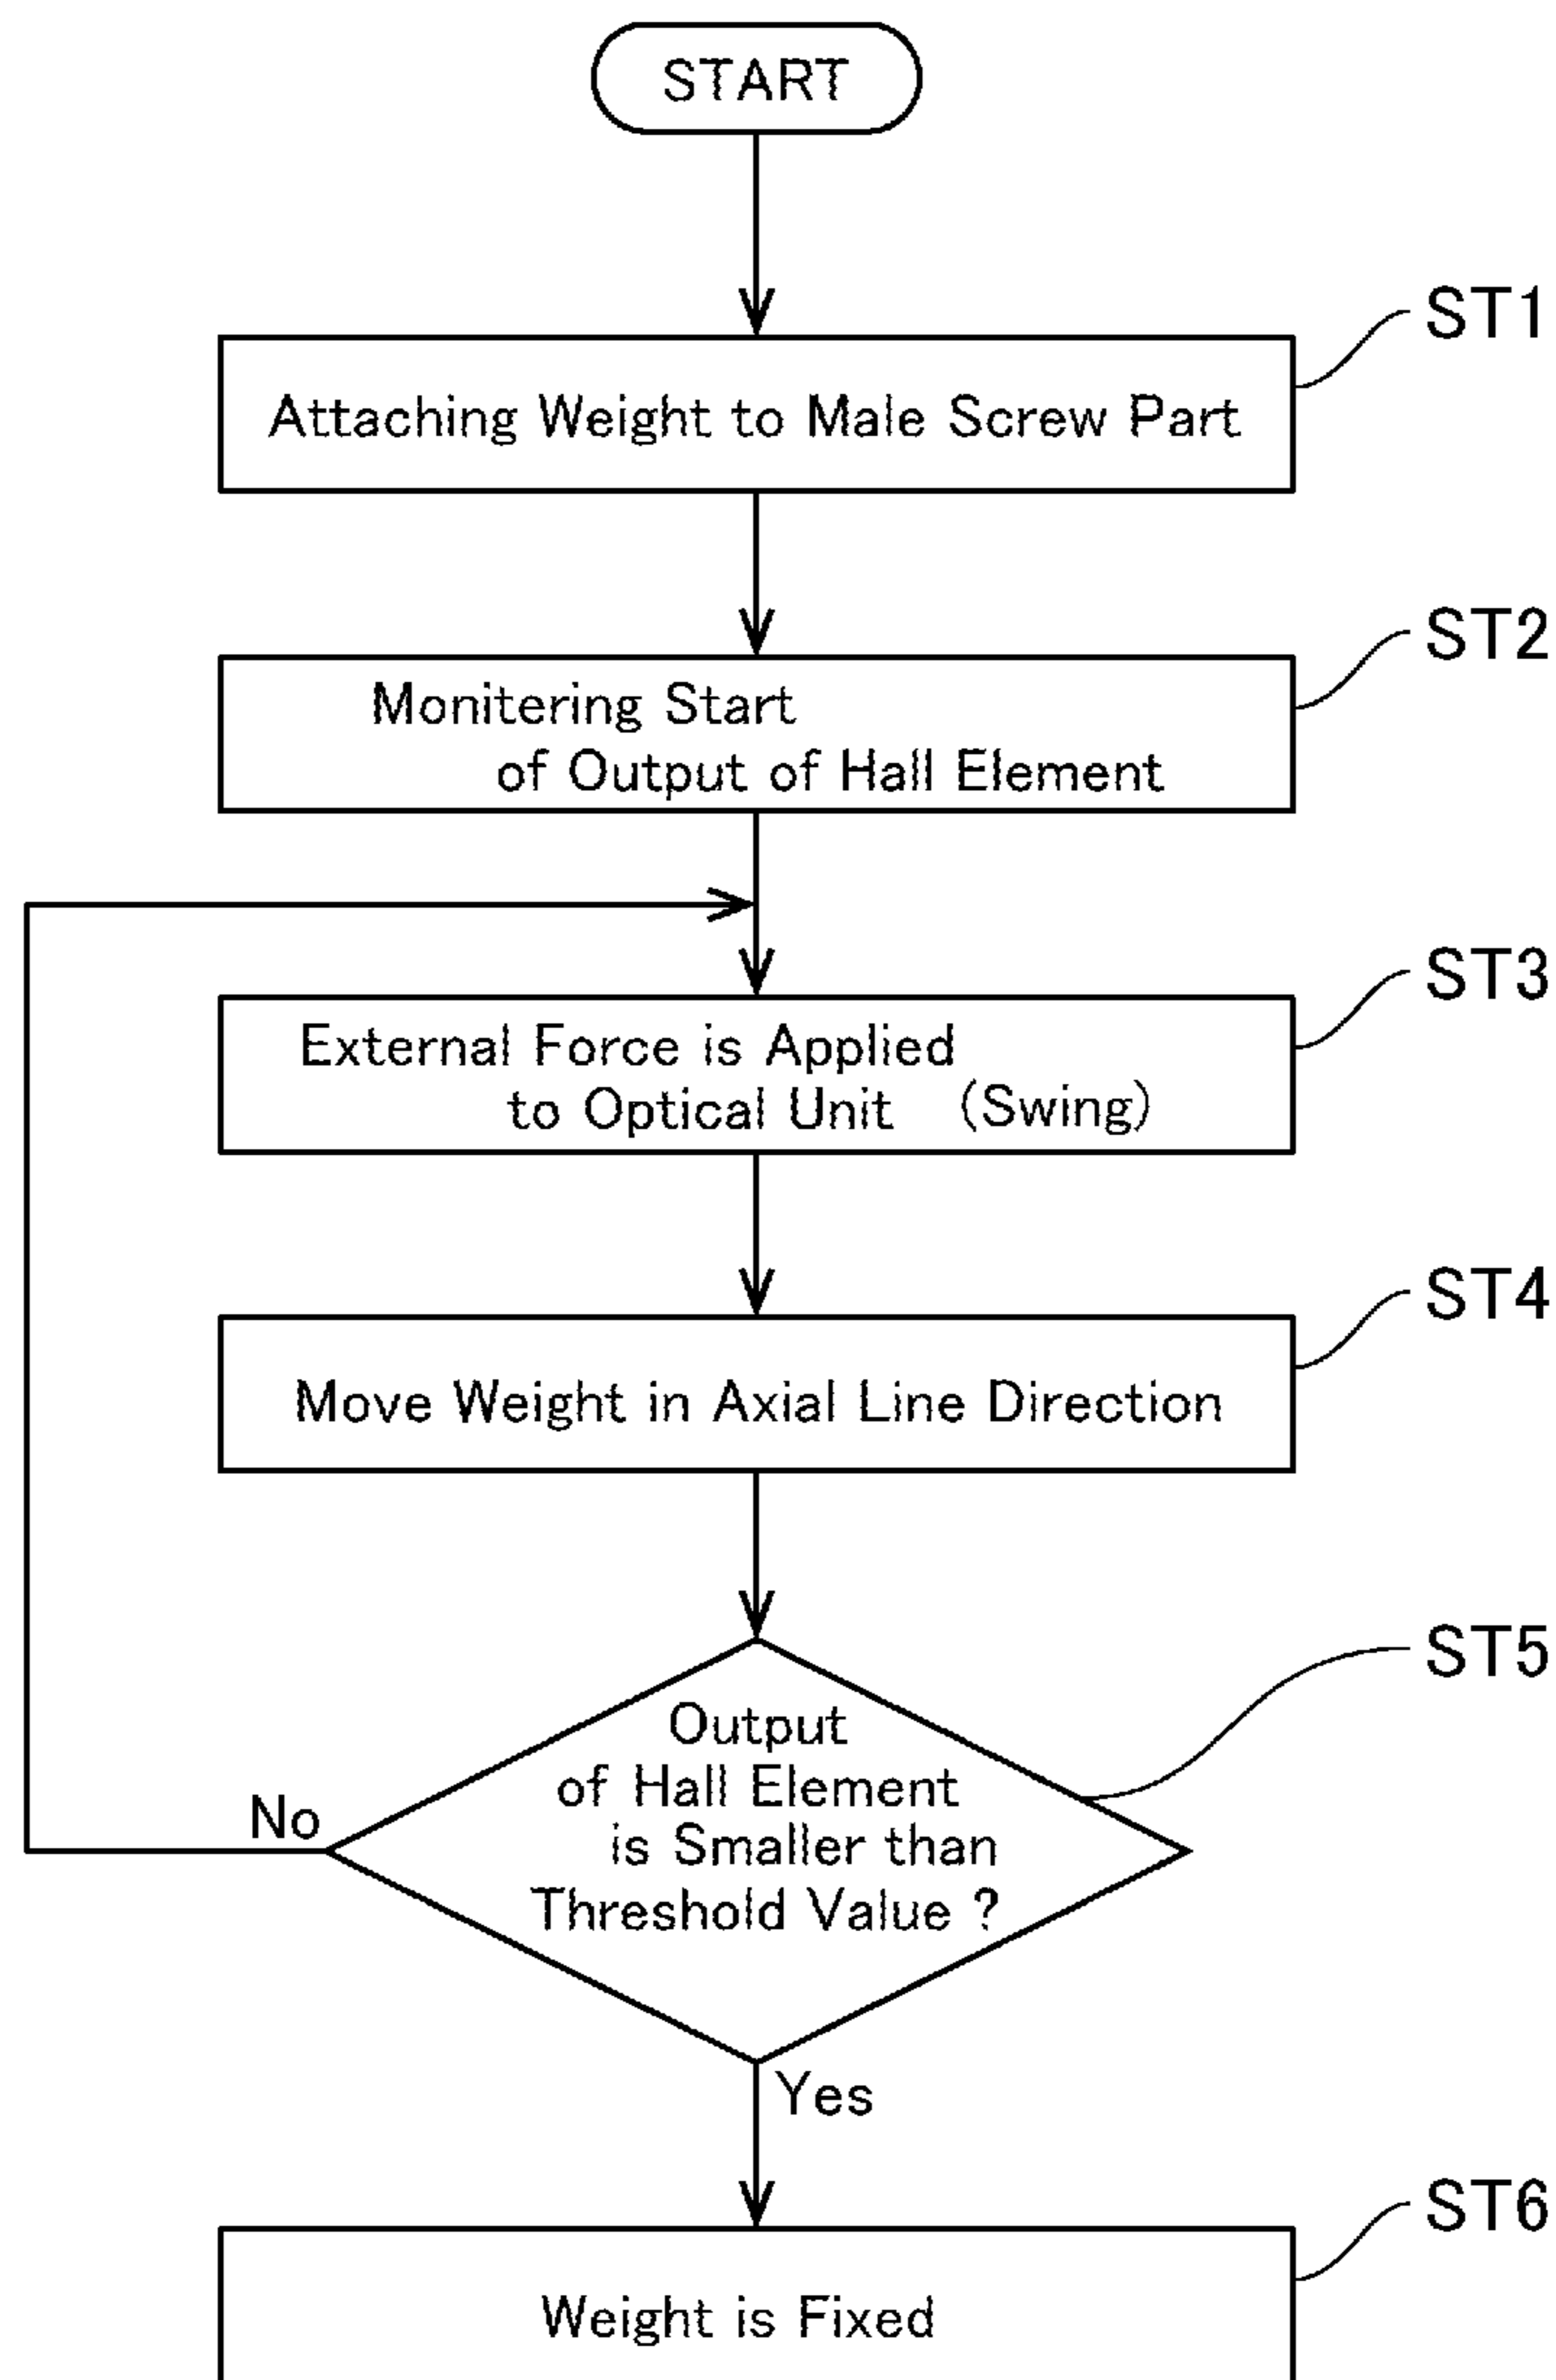 START
ST1
Attaching Weight to Male Screw Part
ST2
Monitering Start
of Output of Hall Element
ST3
External Force is Applied
to Optical Unit (Swing)
ST4
Move Weight in Axial Line Direction
ST5
Output
of Hall Element
is Smaller than
Threshold Value ?
No
Yes
ST6
Weight is Fixed